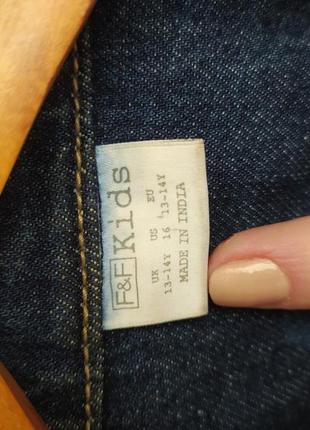 F&F Kids
UK US EU
13-14Y 16 13-14Y
MADE IN INDIA